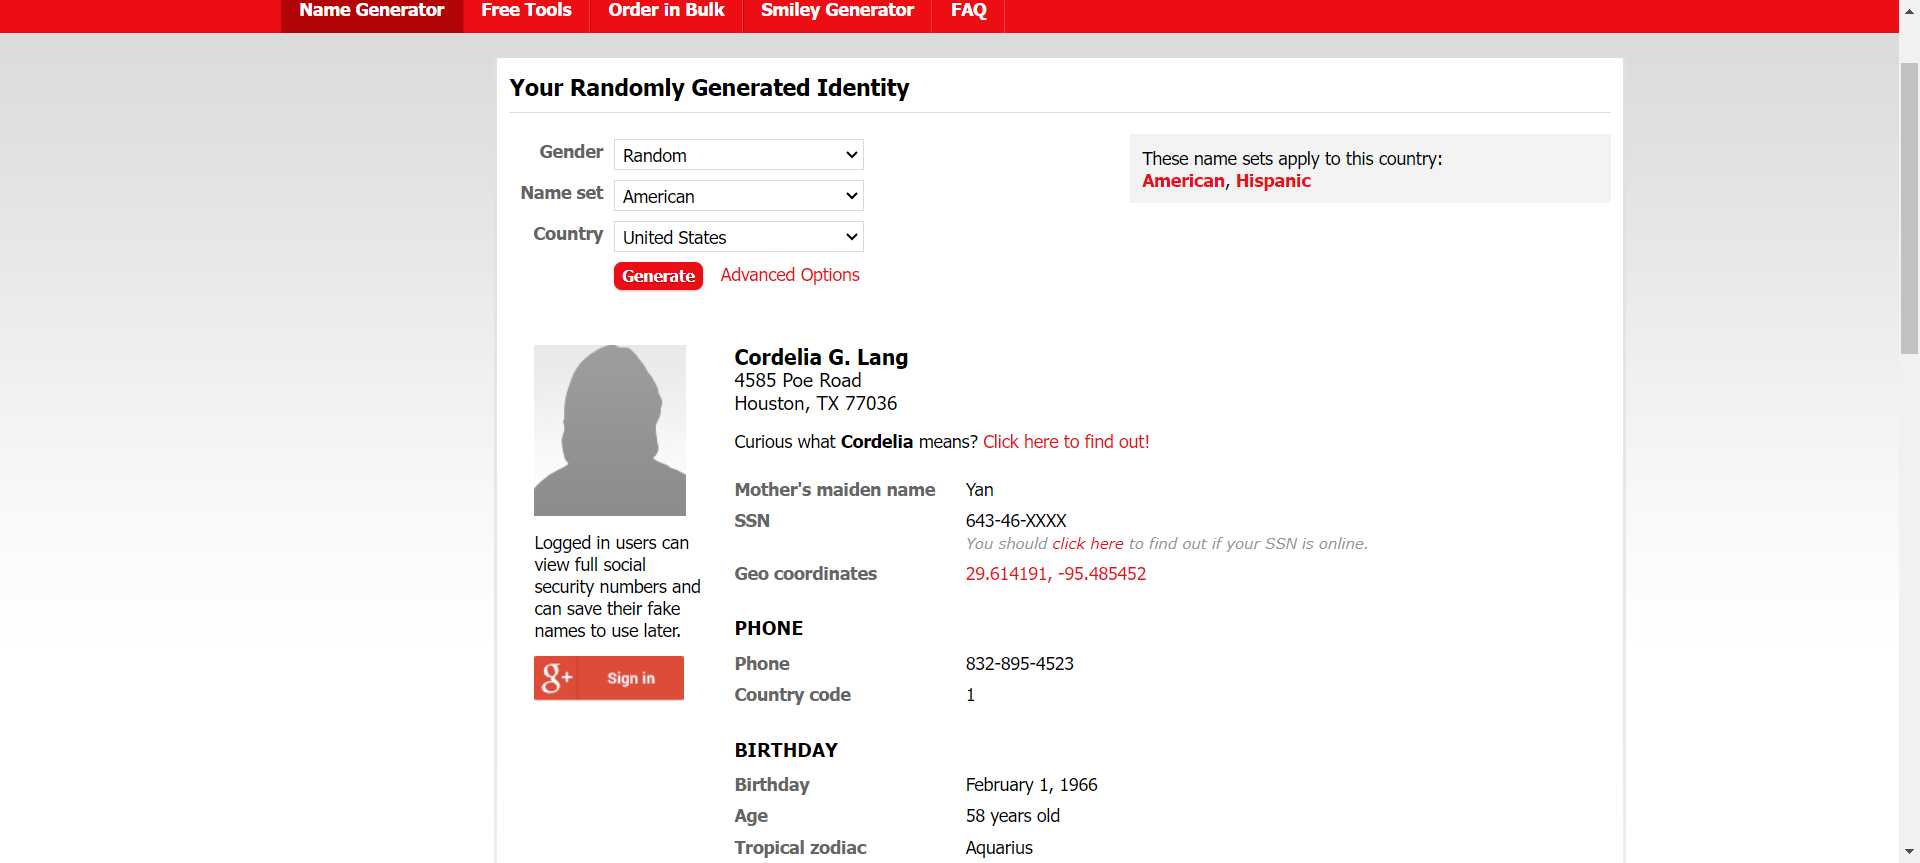 Name Generator Free Tools Order in Bulk Smiley Generator FAQ
Your Randomly Generated Identity
Gender Random
Name set American
Country United States
Generate Advanced Options
These name sets apply to this country:
American, Hispanic
Cordelia G. Lang
4585 Poe Road
Houston, TX 77036
Curious what Cordelia means? Click here to find out!
Mother's maiden name Yan
SSN 643-46-XXXX
You should click here to find out if your SSN is online.
Geo coordinates 29.614191, -95.485452
Logged in users can
view full social
security numbers and
can save their fake
names to use later.
g+ Sign in
PHONE
Phone 832-895-4523
Country code 1
BIRTHDAY
Birthday February 1, 1966
Age 58 years old
Tropical zodiac Aquarius